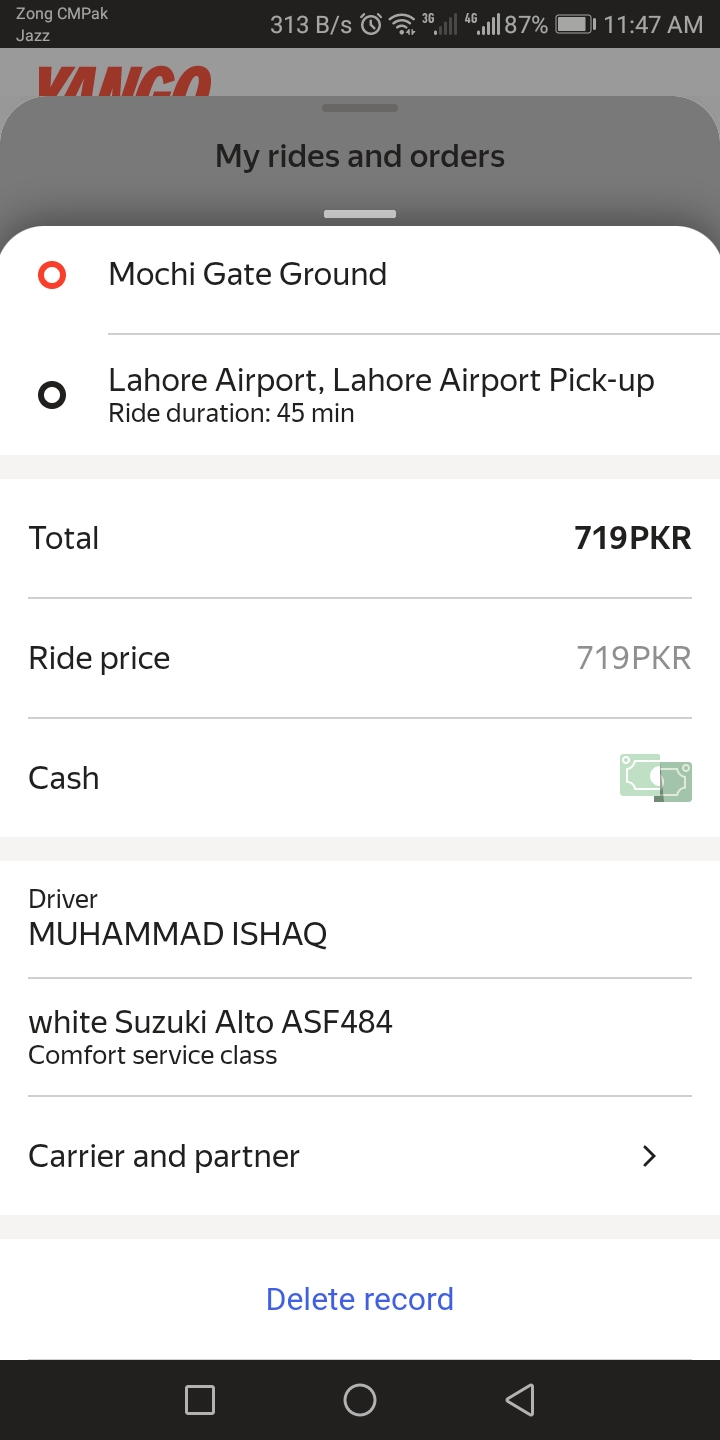 Zong CMPak
Jazz
313 B/s 3G 4G 87% 11:47 AM
YANGO
My rides and orders
Mochi Gate Ground
Lahore Airport, Lahore Airport Pick-up
Ride duration: 45 min
Total 719PKR
Ride price 719PKR
Cash
Driver
MUHAMMAD ISHAQ
white Suzuki Alto ASF484
Comfort service class
Carrier and partner
Delete record